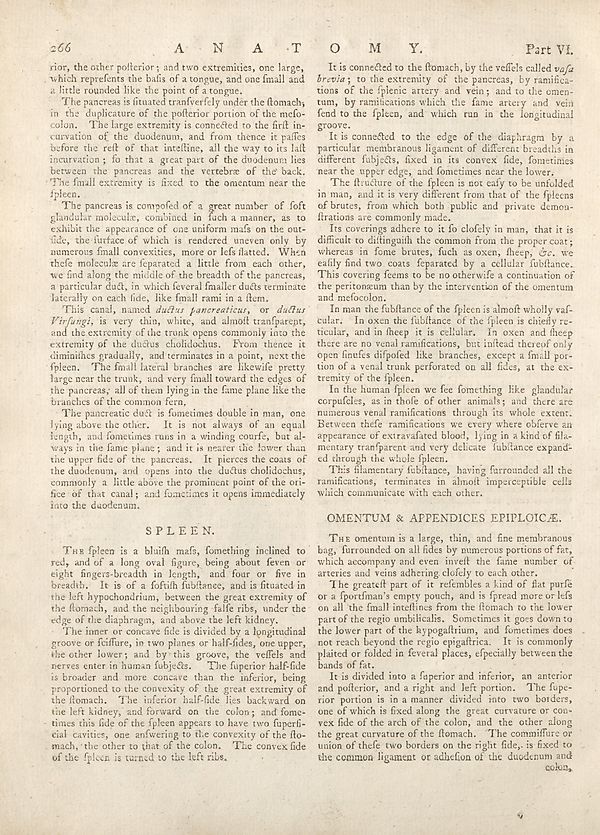 266 A N A T O M Y. Part VI.
rior, the other poſterior; and two extremities, one large,
which repreſents the baſis of a tongue, and one ſmall and
a little rounded like the point of a tongue.
The pancreas is ſituated tranſverſely under the ſtomach,
in the duplicature of the poſterior portion of the meſo-
colon. The large extremity is connected to the firſt in-
curvation of the duodenum, and from thence it paſſes
before the reſt of that inteſtine, all the way to its laſt
incurvation; ſo that a great part of the duodenum lies
between the pancreas and the vertebræ of the back.
The ſmall extremity is fixed to the omentum near the
ſpleen.
The pancreas is compoſed of a great number of ſoft
glandular moleculæ, combined in ſuch a manner, as to
exhibit the appearance of one uniform maſs on the out-
ſide, the ſurface of which is rendered uneven only by
numerous ſmall convexities, more or leſs flatted. When
theſe moleculæ are ſeparated a little from each other,
we find along the middle of the breadth of the pancreas,
a particular duct, in which ſeveral ſmaller ducts terminate
laterally on each ſide, like ſmall rami in a ſtem.
This canal, named ductus pancreaticus, or ductus
Virſungi, is very thin, white, and almoſt tranſparent,
and the extremity of the trunk opens commonly into the
extremity of the ductus cholidochus. From thence it
diminiſhes gradually, and terminates in a point, next the
ſpleen. The ſmall lateral branches are likewiſe pretty
large near the trunk, and very ſmall toward the edges of
the pancreas; all of them lying in the ſame plane like the
branches of the common fern.
The pancreatic duct is ſometimes double in man, one
lying above the other. It is not always of an equal
length, and ſometimes runs in a winding courſe, but al-
ways in the ſame plane; and it is nearer the lower than
the upper ſide of the pancreas. It pierces the coats of
the duodenum, and opens into the ductus cholidochus,
commonly a little above the prominent point of the ori-
fice of that canal; and ſometimes it opens immediately
into the duodenum.
S P L E E N.
THE ſpleen is a bluiſh maſs, ſomething inclined to
red, and of a long oval figure, being about ſeven or
eight fingers-breadth in length, and four or five in
breadth. It is of a ſoftiſh ſubſtance, and is ſituated in
the left hypochondrium, between the great extremity of
the ſtomach, and the neighbouring falſe ribs, under the
edge of the diaphragm, and above the left kidney.
The inner or concave ſide is divided by a longitudinal
groove or ſciſſure, in two planes or half-ſides, one upper,
the other lower; and by this groove, the veſſels and
nerves enter in human ſubjects. The ſuperior half-ſide
is broader and more concave than the inferior, being
proportioned to the convexity of the great extremity of
the ſtomach. The inferior half-ſide lies backward on
the left kidney, and forward on the colon; and ſome-
times this ſide of the ſpleen appears to have two ſuperfi-
cial cavities, one anſwering to the convexity of the ſto-
mach, the other to that of the colon. The convex ſide
of the ſpleen is turned to the left ribs.
It is connected to the ſtomach, by the veſſels called vaſa
brevia; to the extremity of the pancreas, by ramifica-
tions of the ſplenic artery and vein; and to the omen-
tum, by ramifications which the ſame artery and vein
ſend to the ſpleen, and which run in the longitudinal
groove.
It is connected to the edge of the diaphragm by a
particular membranous ligament of different breadths in
different ſubjects, fixed in its convex ſide, ſometimes
near the upper edge, and ſometimes near the lower.
The ſtructure of the ſpleen is not eaſy to be unfolded
in man, and it is very different from that of the ſpleens
of brutes, from which both public and private demon-
ſtrations are commonly made.
Its coverings adhere to it ſo cloſely in man, that it is
difficult to diſtinguiſh the common from the proper coat;
whereas in ſome brutes, ſuch as oxen, ſheep, &c. we
eaſily find two coats ſeparated by a cellular ſubſtance.
This covering ſeems to be no otherwiſe a continuation of
the peritonæum than by the intervention of the omentum
and meſocolon.
In man the ſubſtance of the ſpleen is almoſt wholly vaſ-
cular. In oxen the ſubſtance of the ſpleen is chiefly re-
ticular, and in ſheep it is cellular. In oxen and ſheep
there are no venal ramifications, but inſtead thereof only
open ſinuſes diſpoſed like branches, except a ſmall por-
tion of a venal trunk perforated on all ſides, at the ex-
tremity of the ſpleen.
In the human ſpleen we ſee ſomething like glandular
corpuſcles, as in thoſe of other animals; and there are
numerous venal ramifications through its whole extent.
Between theſe ramifications we every where obſerve an
appearance of extravaſated blood, lying in a kind of fila-
mentary tranſparent and very delicate ſubſtance expand-
ed through the whole ſpleen.
This filamentary ſubſtance, having ſurrounded all the
ramifications, terminates in almoſt imperceptible cells
which communicate with each other.
OMENTUM & APPENDICES EPIPLOICÆ.
THE omentum is a large, thin, and fine membranous
bag, ſurrounded on all ſides by numerous portions of fat,
which accompany and even inveſt the ſame number of
arteries and veins adhering cloſely to each other.
The greateſt part of it reſembles a kind of flat purſe
or a ſportſman's empty pouch, and is ſpread more or leſs
on all the ſmall inteſtines from the ſtomach to the lower
part of the regio umbilicalis. Sometimes it goes down to
the lower part of the hypogaſtrium, and ſometimes does
not reach beyond the regio epigaſtrica. It is commonly
plaited or folded in ſeveral places, eſpecially between the
bands of fat.
It is divided into a ſuperior and inferior, an anterior
and poſterior, and a right and left portion. The ſupe-
rior portion is in a manner divided into two borders,
one of which is fixed along the great curvature or con-
vex ſide of the arch of the colon, and the other along
the great curvature of the ſtomach. The commiſſure or
union of theſe two borders on the right ſide, is fixed to
the common ligament or adheſion of the duodenum and
colon,